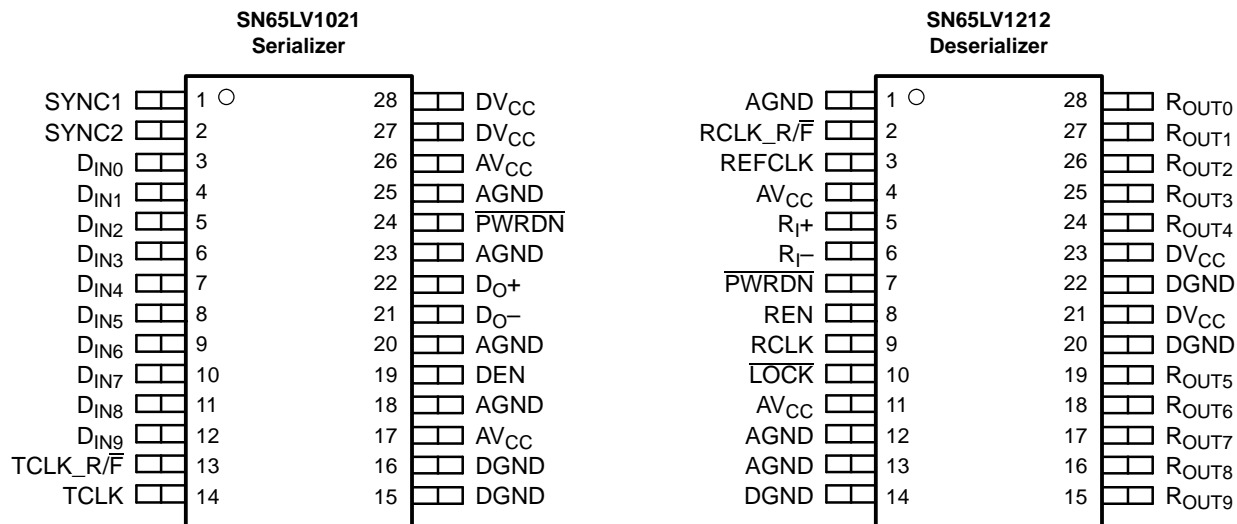 SN65LV1021
Serializer
SYNC1 1 28 DVCC
SYNC2 2 27 DVCC
DIN0 3 26 AVCC
DIN1 4 25 AGND
DIN2 5 24 PWRDN
DIN3 6 23 AGND
DIN4 7 22 DO+
DIN5 8 21 DO–
DIN6 9 20 AGND
DIN7 10 19 DEN
DIN8 11 18 AGND
DIN9 12 17 AVCC
TCLK_R/F 13 16 DGND
TCLK 14 15 DGND
SN65LV1212
Deserializer
AGND 1 28 ROUT0
RCLK_R/F 2 27 ROUT1
REFCLK 3 26 ROUT2
AVCC 4 25 ROUT3
RI+ 5 24 ROUT4
RI– 6 23 DVCC
PWRDN 7 22 DGND
REN 8 21 DVCC
RCLK 9 20 DGND
LOCK 10 19 ROUT5
AVCC 11 18 ROUT6
AGND 12 17 ROUT7
AGND 13 16 ROUT8
DGND 14 15 ROUT9